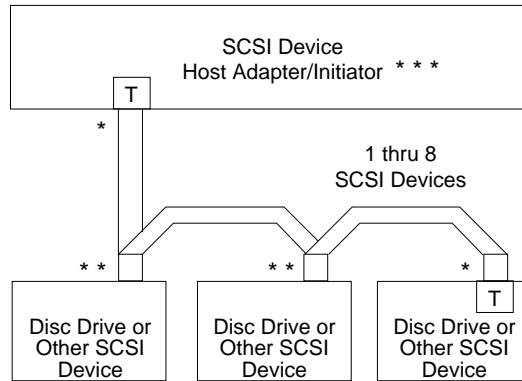 SCSI Device
Host Adapter/Initiator * * *
T
*
1 thru 8
SCSI Devices
* *
* *
*
T
Disc Drive or
Other SCSI
Device
Disc Drive or
Other SCSI
Device
Disc Drive or
Other SCSI
Device